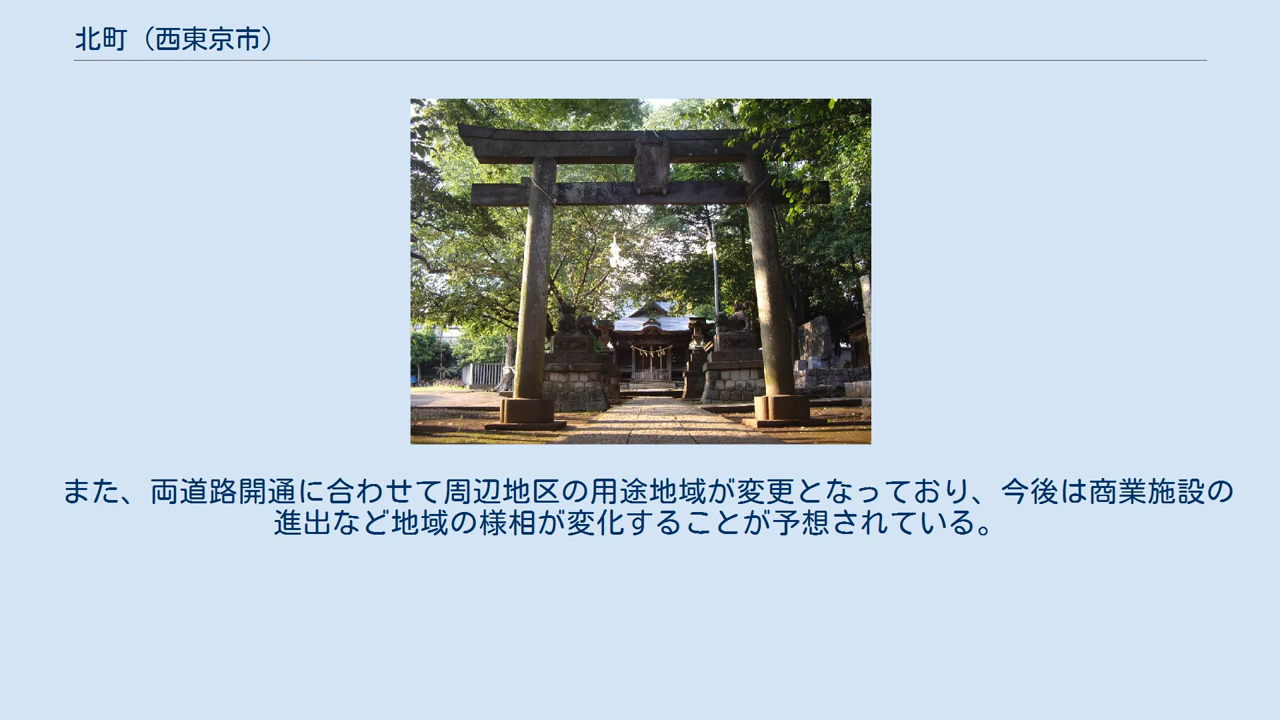 北町（西東京市）
また、両道路開通に合わせて周辺地区の用途地域が変更となっており、今後は商業施設の
進出など地域の様相が変化することが予想されている。